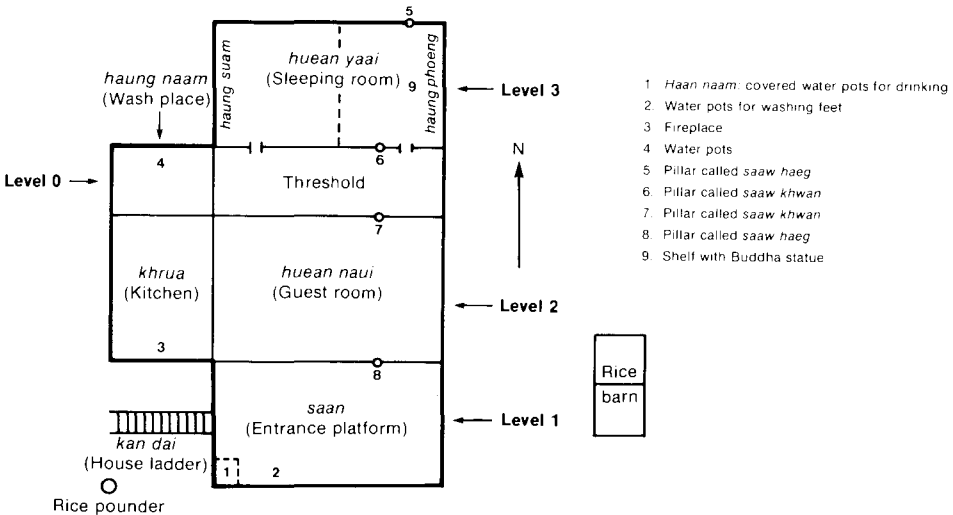 5
haung suam
huean yaai
(Sleeping room)
9
haung phoeng
haung naam
(Wash place)
Level 3
4
6
N
Level 0
Threshold
7
khrua
(Kitchen)
huean naui
(Guest room)
Level 2
3
8
Rice
barn
saan
(Entrance platform)
Level 1
kan dai
(House ladder)
1
2
Rice pounder
1 Haan naam: covered water pots for drinking
2. Water pots for washing feet
3 Fireplace
4 Water pots
5 Pillar called saaw haeg
6. Pillar called saaw khwan
7. Pillar called saaw khwan
8. Pillar called saaw haeg
9. Shelf with Buddha statue